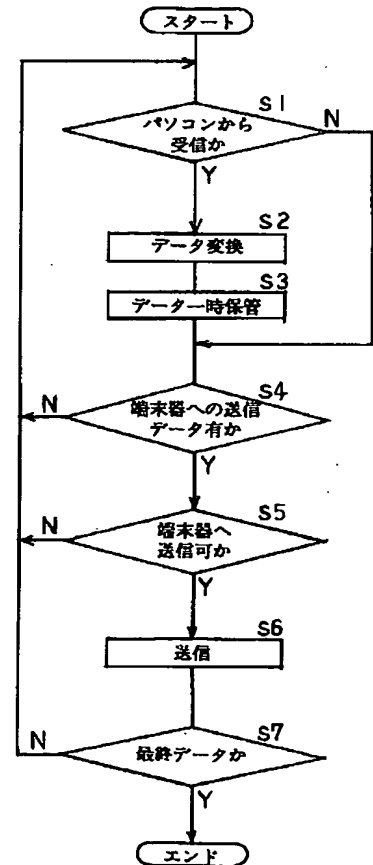 スタート
S1
パソコンから
受信か
N
Y
S2
データ変換
S3
データ一時保管
S4
端末器への送信
データ有か
N
Y
S5
端末器へ
送信可か
N
Y
S6
送信
S7
最終データか
N
Y
エンド